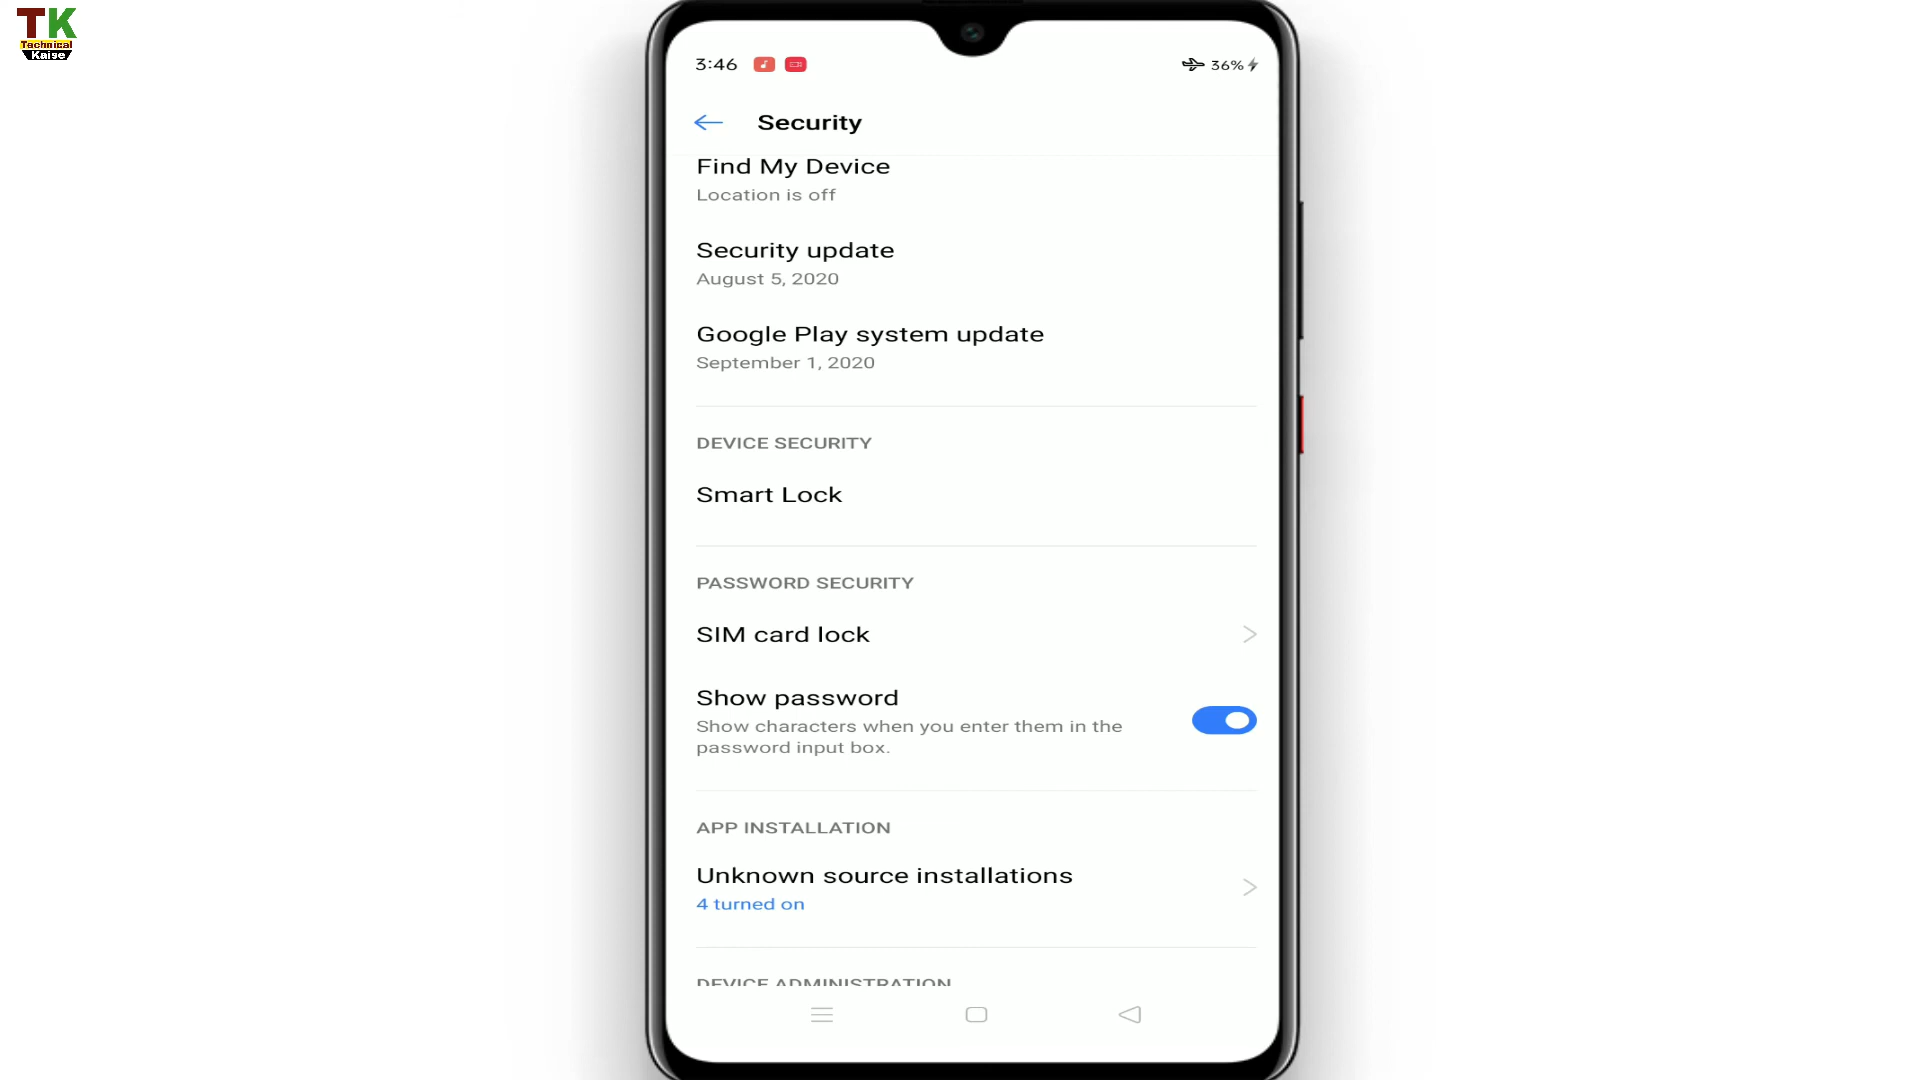 TK
Technical
Kaise
3:46
36%
Security
Find My Device
Location is off
Security update
August 5, 2020
Google Play system update
September 1, 2020
DEVICE SECURITY
Smart Lock
PASSWORD SECURITY
SIM card lock
Show password
Show characters when you enter them in the
password input box.
APP INSTALLATION
Unknown source installations
4 turned on
DEVICE ADMINISTRATION